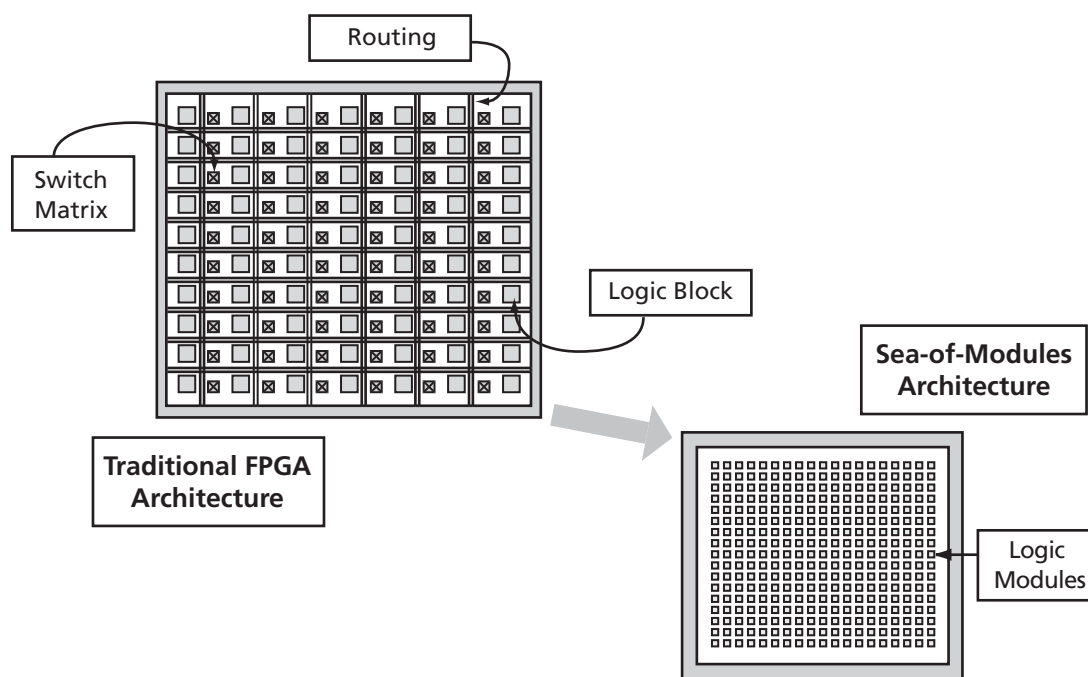 Routing
Switch
Matrix
Logic Block
Sea-of-Modules
Architecture
Traditional FPGA
Architecture
Logic
Modules